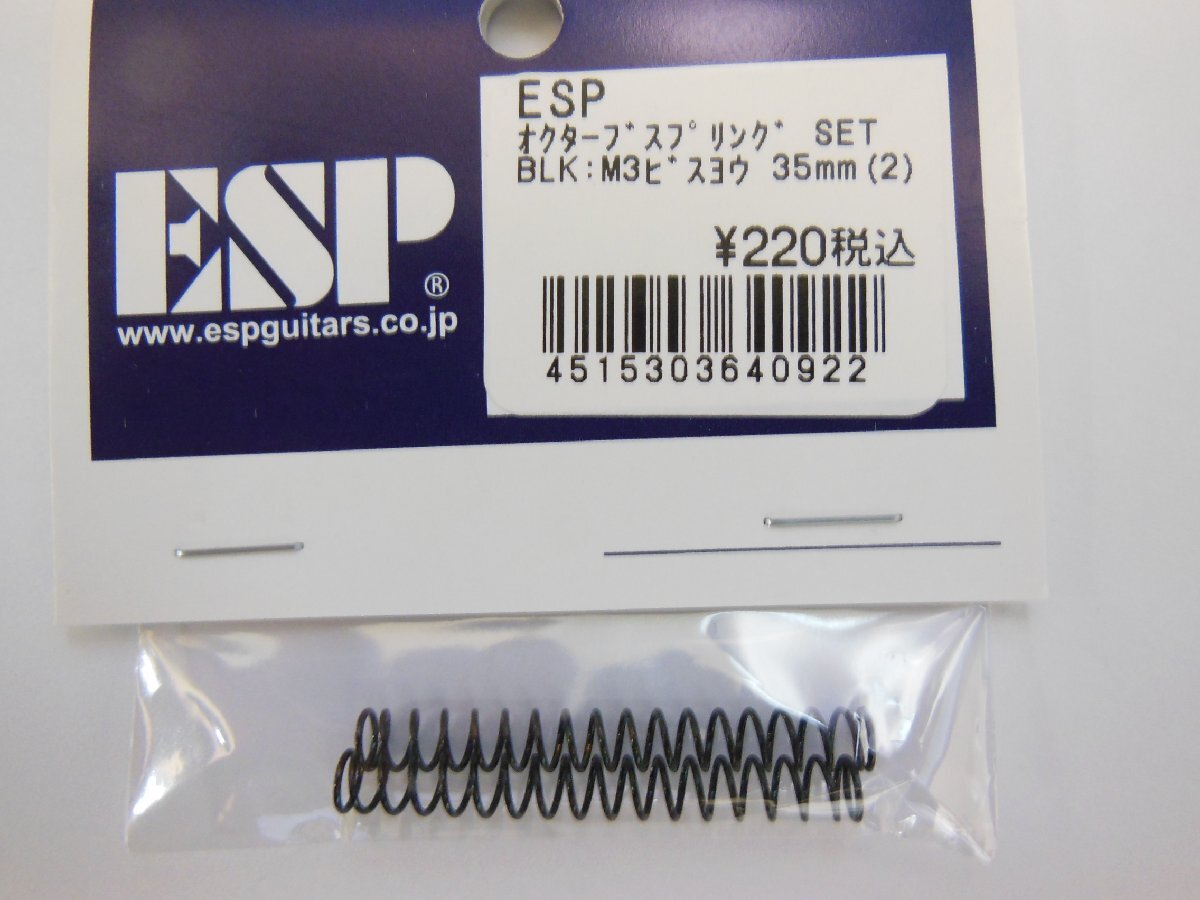 ESP®
www.espguitars.co.jp
ESP
ｵｸﾀｰﾌﾞｽﾌﾟﾘﾝｸﾞ SET
BLK:M3ﾋﾞｽﾖｳ 35mm(2)
¥220税込
4515303640922